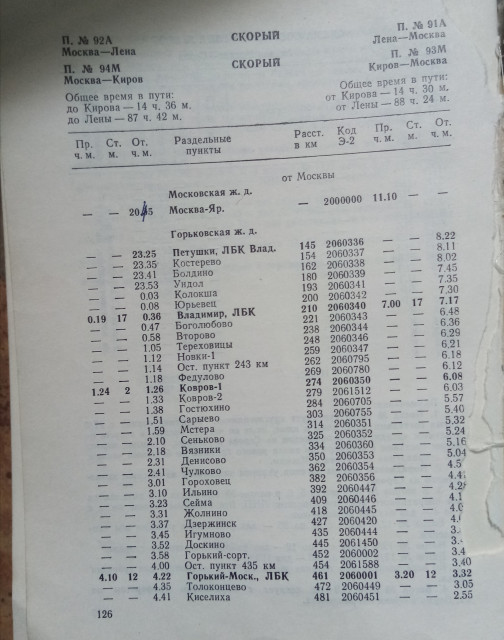 П. № 92А СКОРЫЙ П. № 91А
Москва—Лена Лена—Москва
П. № 94М СКОРЫЙ П. № 93М
Москва—Киров Киров—Москва
Общее время в пути: Общее время в пути:
до Кирова — 14 ч. 36 м. от Кирова — 14 ч. 30 м.
до Лены — 87 ч. 42 м. от Лены — 88 ч. 24 м.
Пр. Ст. От. Раздельные Расст. Код Пр. Ст. От.
ч. м. м. ч. м. пункты в км Э-2 ч. м. м. ч. м.
от Москвы
Московская ж. д.
— — Москва-Яр. — 2000000 11.10 — —
Горьковская ж. д.
— — 23.25 Петушки, ЛБК Влад. 145 2060336 — — 8.22
— — 23.35 Костерево 154 2060337 — — 8.11
— — 23.41 Болдино 162 2060338 — — 8.02
— — 23.53 Ундол 180 2060339 — — 7.45
— — 0.03 Колокша 193 2060341 — — 7.35
— — 0.08 Юрьевец 200 2060342 — — 7.30
0.19 17 0.36 Владимир, ЛБК 210 2060340 7.00 17 7.17
— — 0.47 Боголюбово 221 2060343 — — 6.48
— — 0.58 Второво 238 2060344 — — 6.36
— — 1.05 Тереховицы 248 2060346 — — 6.29
— — 1.12 Новки-1 259 2060347 — — 6.21
— — 1.14 Ост. пункт 243 км 262 2060795 — — 6.18
— — 1.18 Федулово 269 2060780 — — 6.12
1.24 2 1.26 Ковров-1 274 2060350 — — 6.08
— — 1.33 Ковров-2 279 2061512 — — 6.03
— — 1.38 Гостюхино 284 2060705 — — 5.57
— — 1.51 Сарыево 303 2060755 — — 5.40
— — 1.59 Мстера 314 2060351 — — 5.32
— — 2.10 Сеньково 325 2060352 — — 5.24
— — 2.18 Вязники 334 2060360 — — 5.16
— — 2.31 Денисово 350 2060353 — — 5.04
— — 2.41 Чулково 362 2060354 — —
— — 3.01 Гороховец 382 2060356 — —
— — 3.10 Ильино 392 2060447 — —
— — 3.23 Сейма 409 2060446 — —
— — 3.31 Жолнино 418 2060445 — —
— — 3.37 Дзержинск 427 2060420 — —
— — 3.45 Игумново 435 2060444 — —
— — 3.52 Доскино 445 2061450 — —
— — 3.58 Горький-сорт. 452 2060002 — —
— — 4.00 Ост. пункт 435 км 454 2061588 — — 3.40
4.10 12 4.22 Горький-Моск., ЛБК 461 2060001 3.20 12 3.32
— — 4.35 Толоконцево 472 2060449 — — 3.05
— — 4.41 Киселиха 481 2060451 — — 2.55
126